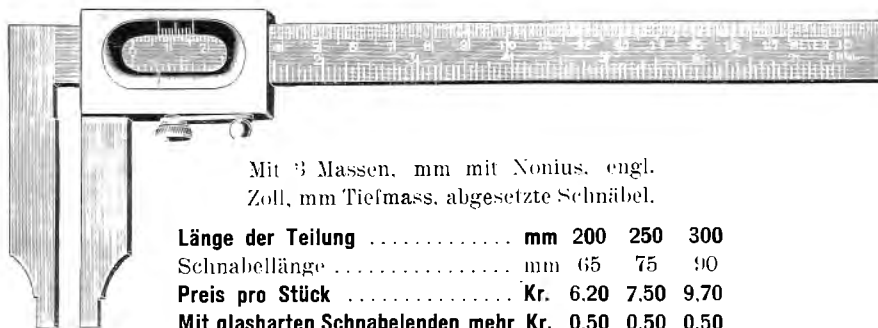 Mit 3 Massen, mm mit Nonius, engl.
Zoll, mm Tiefmass, abgesetzte Schnäbel.
Länge der Teilung .............. mm 200 250 300
Schnabellänge ................. mm 65 75 90
Preis pro Stück ................ Kr. 6.20 7.50 9.70
Mit glasharten Schnabelenden mehr Kr. 0.50 0.50 0.50